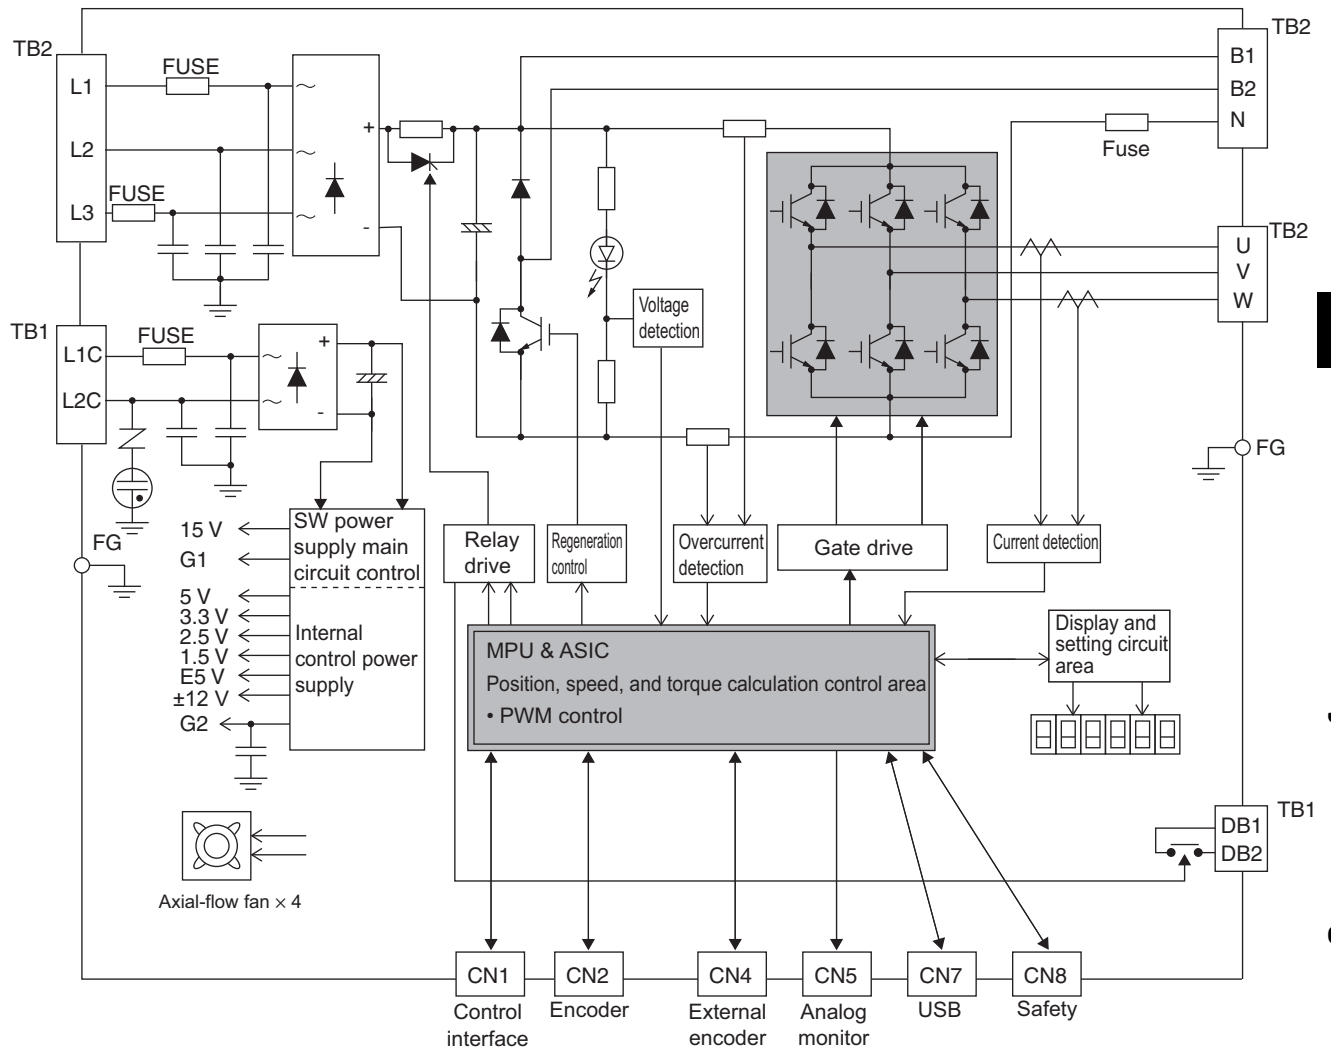 TB2
TB2
L1
FUSE
B1
B2
N
Fuse
+
L2
FUSE
L3
-
TB2
U
V
W
Voltage
detection
TB1
L1C
FUSE
+
L2C
-
FG
FG
15 V
G1
SW power
supply main
circuit control
5 V
3.3 V
2.5 V
1.5 V
E5 V
±12 V
G2
Internal
control power
supply
Relay
drive
Regeneration
control
Overcurrent
detection
Gate drive
Current detection
MPU & ASIC
Position, speed, and torque calculation control area
• PWM control
Display and
setting circuit
area
Axial-flow fan × 4
TB1
DB1
DB2
CN1
Control
interface
CN2
Encoder
CN4
External
encoder
CN5
Analog
monitor
CN7
USB
CN8
Safety